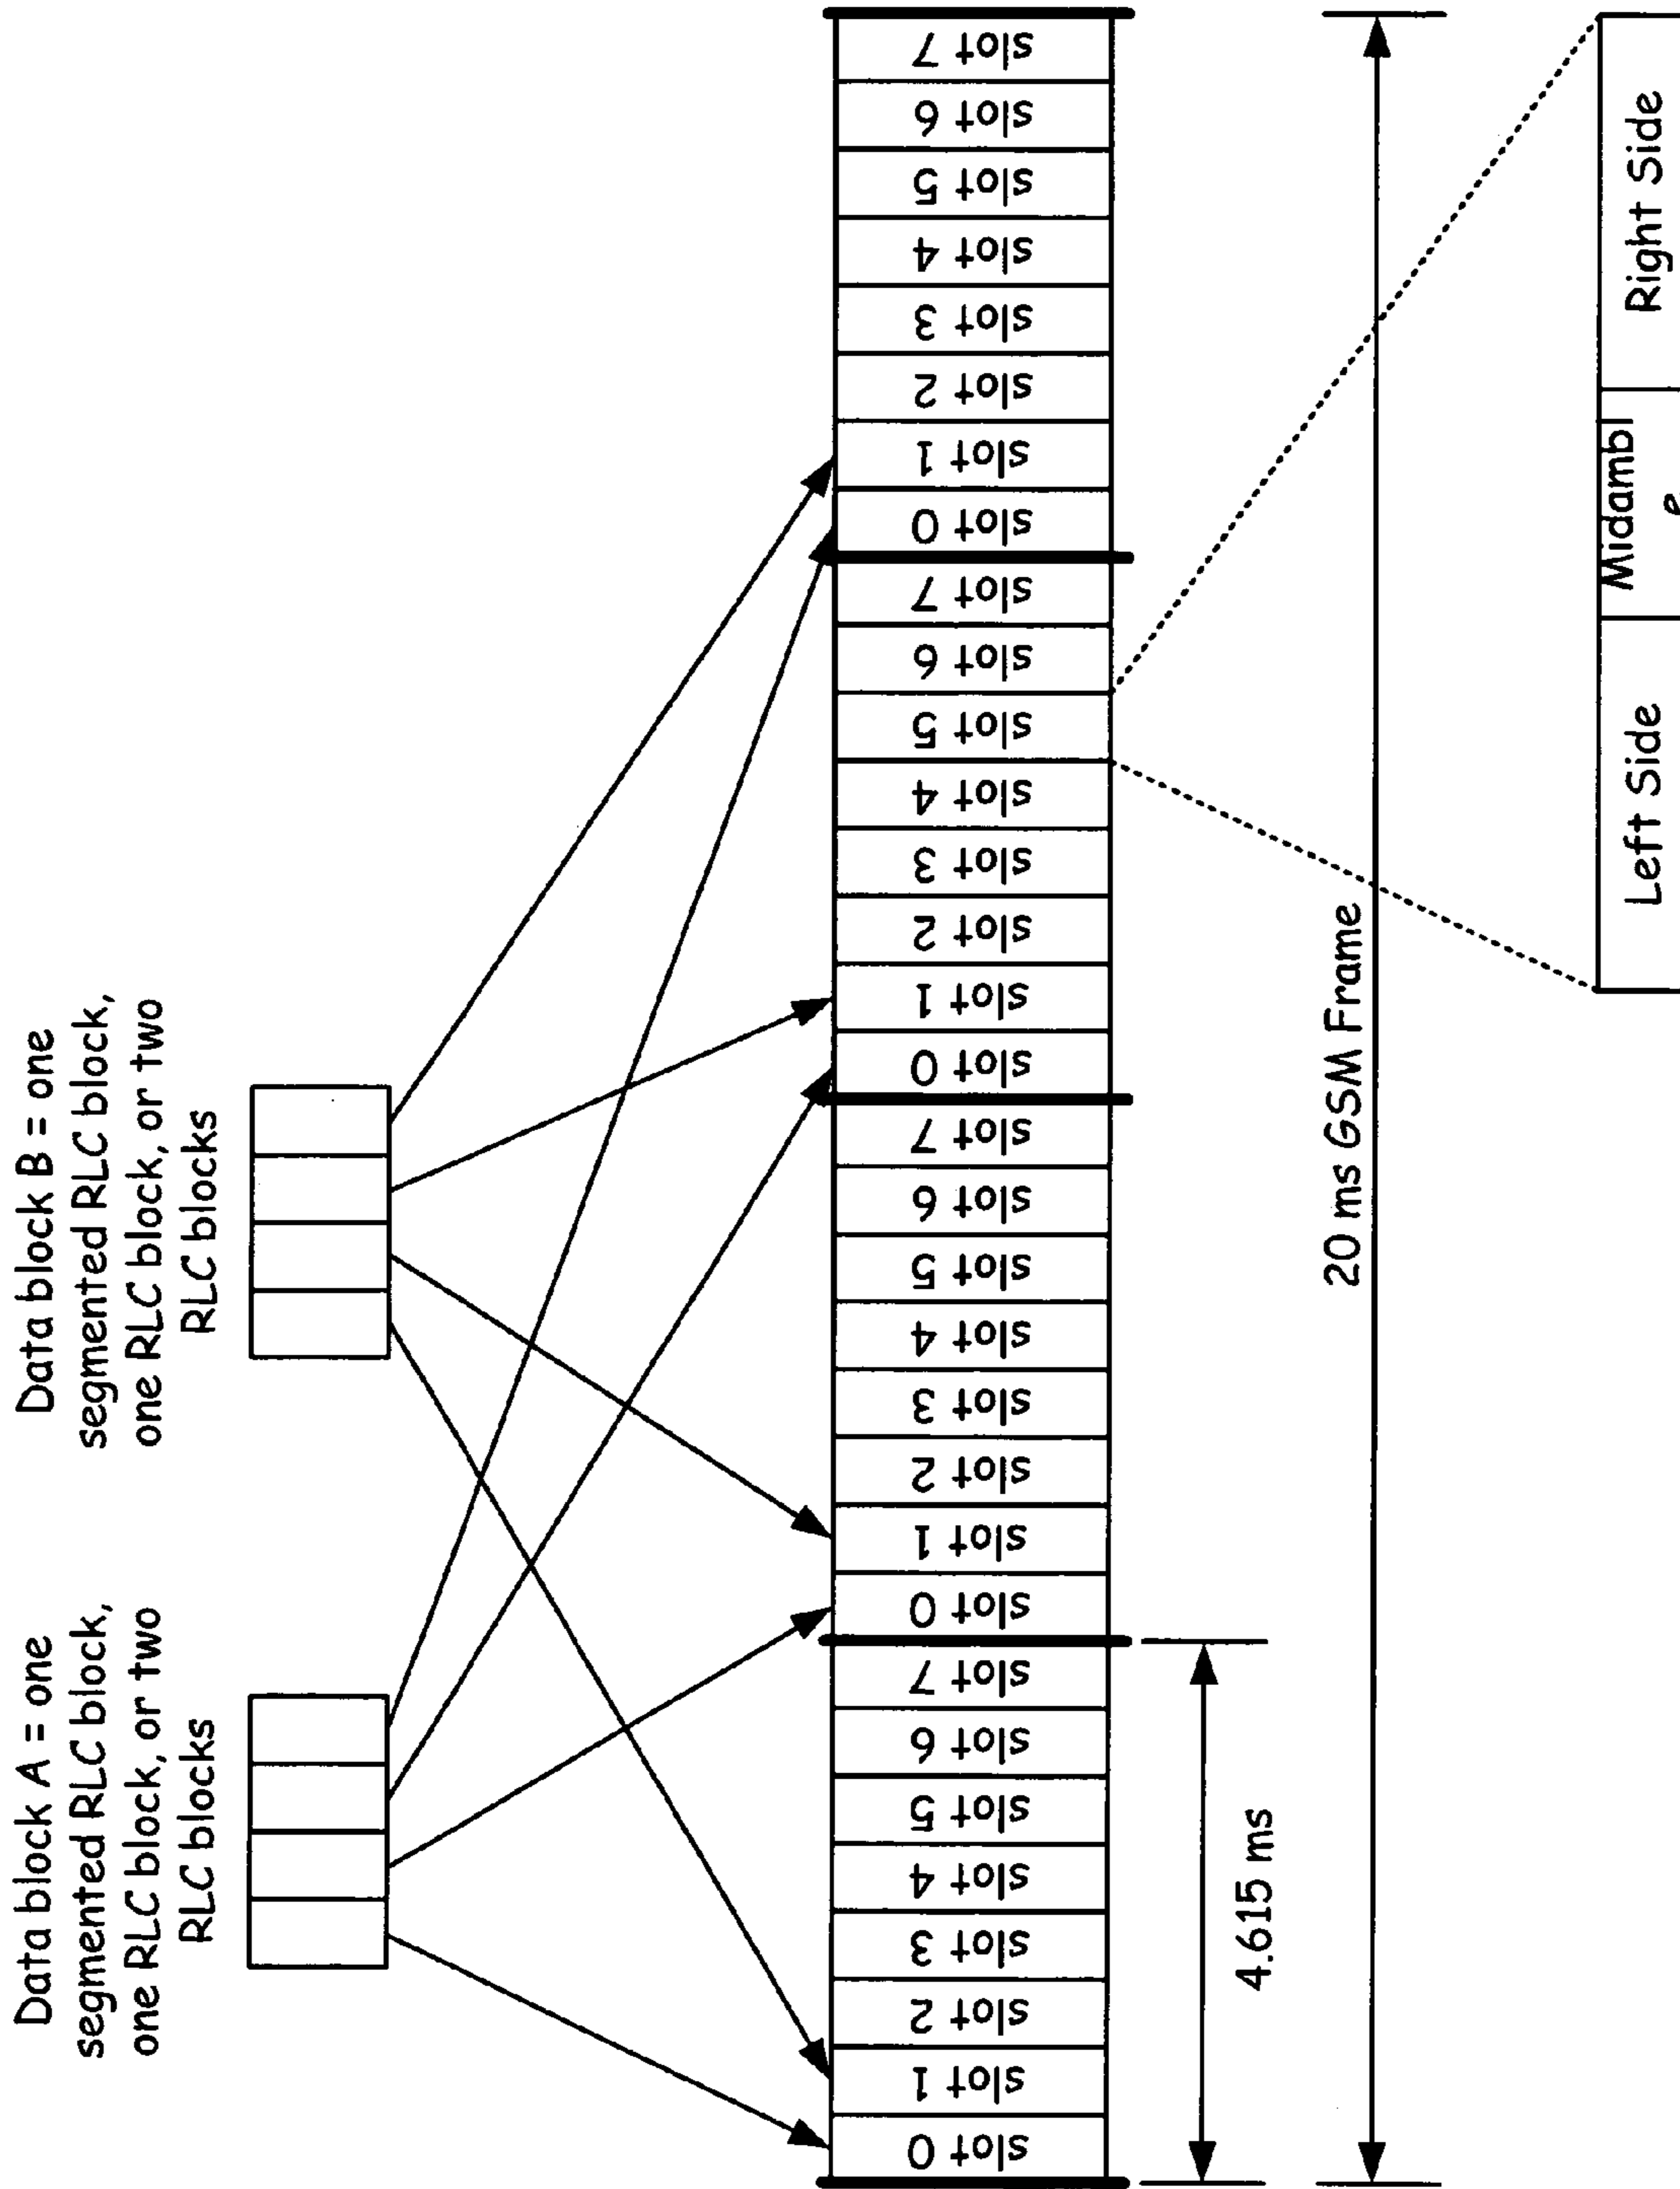 Data block A = one
segmented RLC block,
one RLC block, or two
RLC blocks
Data block B = one
segmented RLC block,
one RLC block, or two
RLC blocks
slot 0
slot 1
slot 2
slot 3
slot 4
slot 5
slot 6
slot 7
slot 0
slot 1
slot 2
slot 3
slot 4
slot 5
slot 6
slot 7
slot 0
slot 1
slot 2
slot 3
slot 4
slot 5
slot 6
slot 7
slot 0
slot 1
slot 2
slot 3
slot 4
slot 5
slot 6
slot 7
4.615 ms
20 ms GSM Frame
Left Side
Midambl
e
Right Side